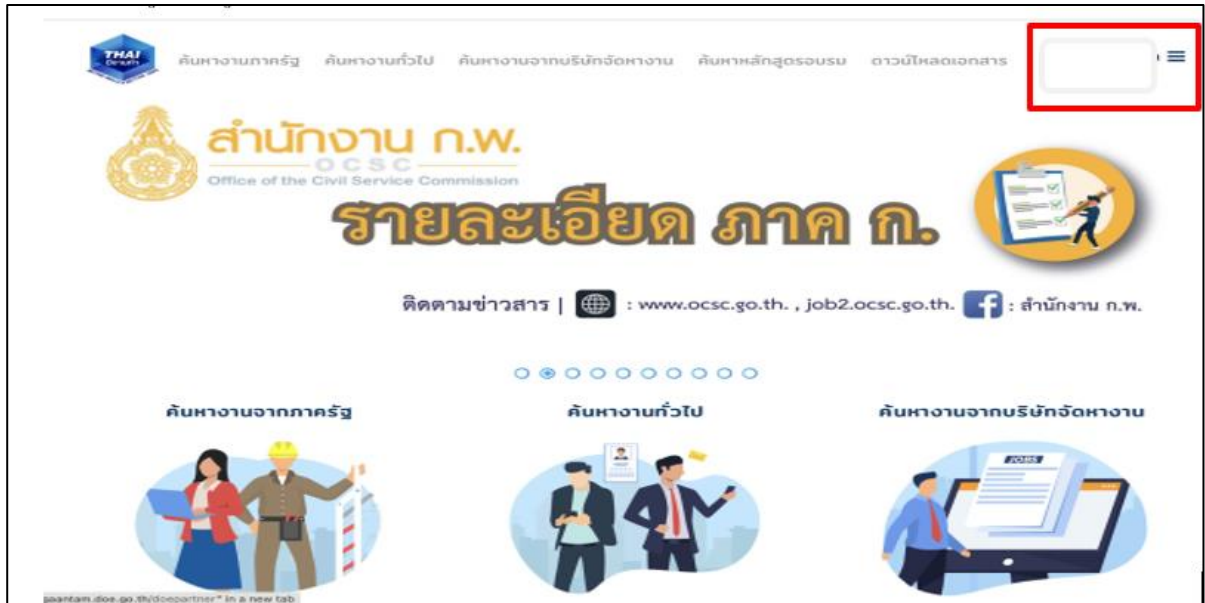 THAI
ค้นหางานภาครัฐ ค้นหางานทั่วไป ค้นหางานจากบริษัทจัดหางาน ค้นหาหลักสูตรอบรม ดาวน์โหลดเอกสาร
สำนักงาน ก.พ.
OCSC
Office of the Civil Service Commission
รายละเอียด ภาค ก.
ติดตามข่าวสาร | : www.ocsc.go.th. , job2.ocsc.go.th. f : สำนักงาน ก.พ.
ค้นหางานจากภาครัฐ ค้นหางานทั่วไป ค้นหางานจากบริษัทจัดหางาน
JOBS
.doe.go.th/doepartner" in a new tab